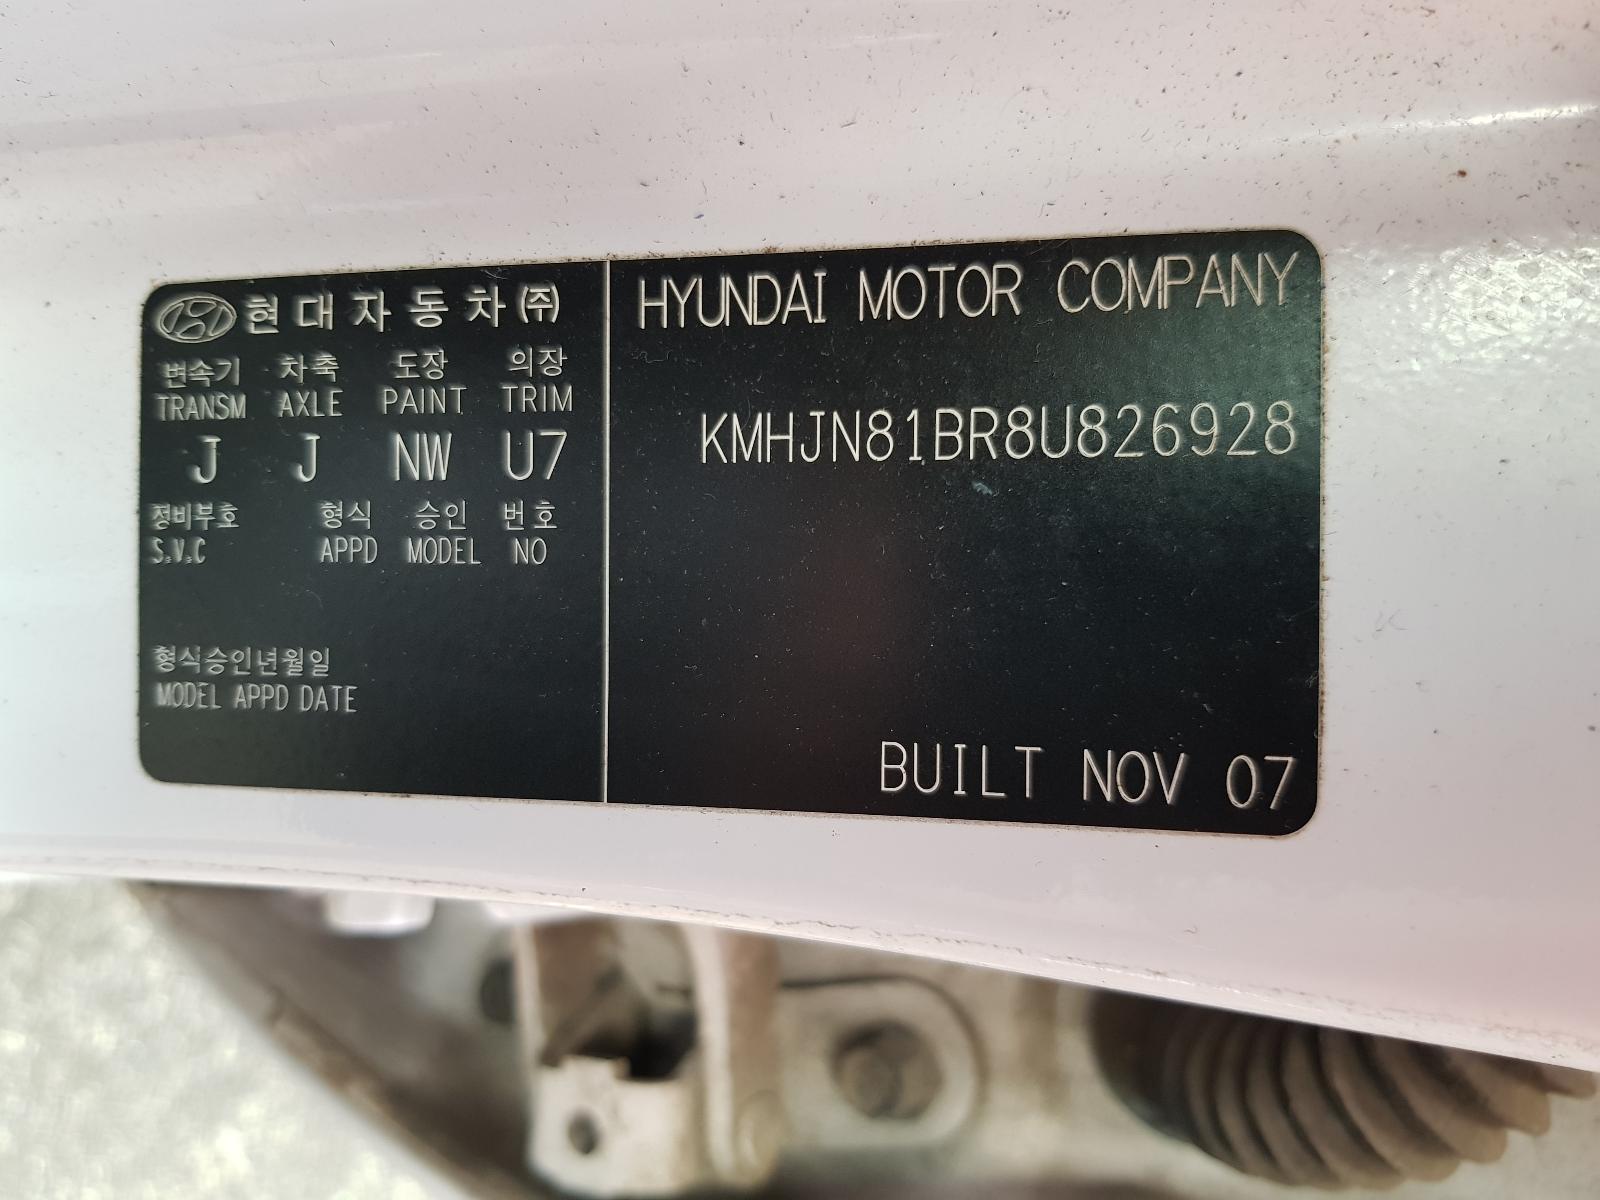 현대자동차㈜
변속기 차축 도장 의장
TRANSM AXLE PAINT TRIM
J J NW U7
정비부호 형식 승인 번호
S.V.C APPD MODEL NO
형식승인년월일
MODEL APPD DATE
HYUNDAI MOTOR COMPANY
KMHJN81BR8U826928
BUILT NOV 07